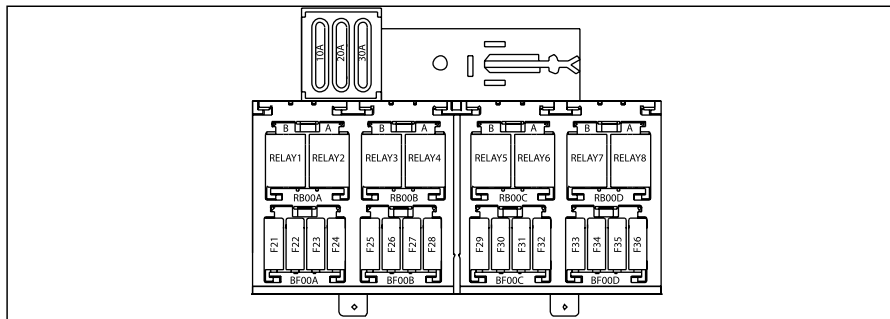 10A 20A 30A
B A B A B A B A
RELAY1 RELAY2 RELAY3 RELAY4 RELAY5 RELAY6 RELAY7 RELAY8
RB00A RB00B RB00C RB00D
F21 F22 F23 F24 F25 F26 F27 F28 F29 F30 F31 F32 F33 F34 F35 F36
BF00A BF00B BF00C BF00D